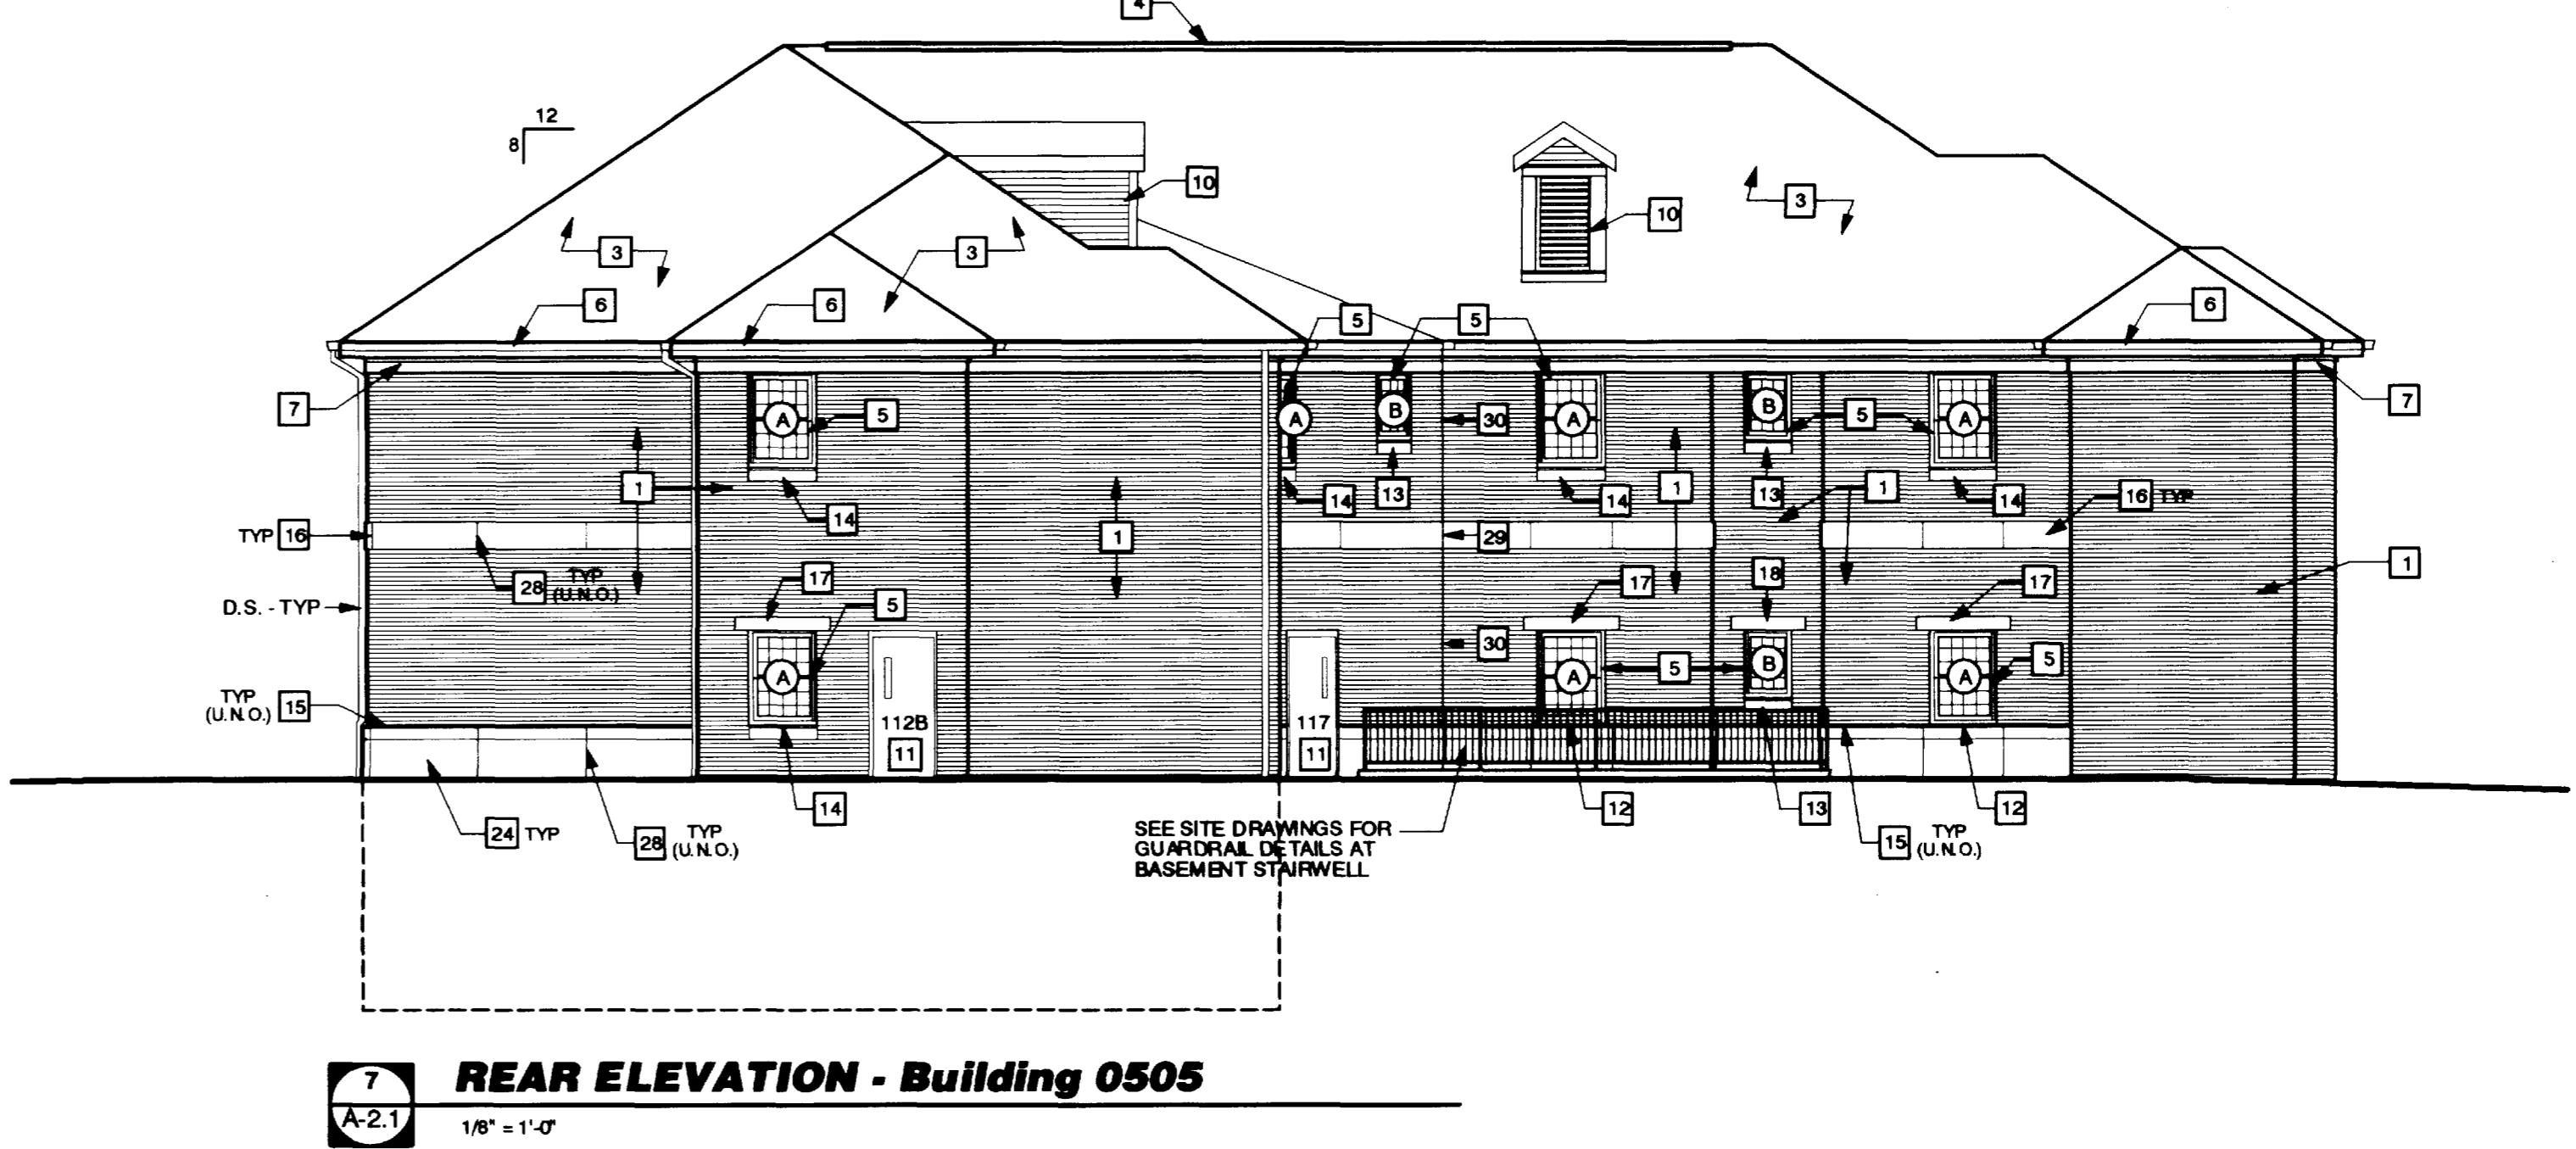 4
12
8
10
10
3
3
3
6
6
6
5
5
7
7
A
5
A
B
30
A
B
5
A
1
14
14
13
14
1
13
1
14
16 TYP
TYP 16
1
29
28 TYP
(U.N.O.)
17
17
18
17
1
D.S. - TYP
5
30
A
A
5
B
A
5
TYP
(U.N.O.) 15
112B
11
117
11
14
12
13
12
24 TYP
28 TYP
(U.N.O.)
SEE SITE DRAWINGS FOR
GUARDRAIL DETAILS AT
BASEMENT STAIRWELL
15 TYP
(U.N.O.)
7
A-2.1
REAR ELEVATION - Building 0505
1/8" = 1'-0"